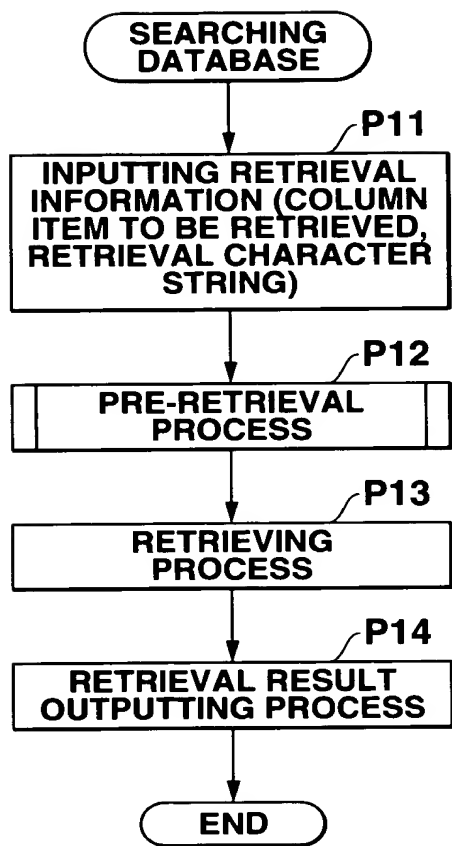 SEARCHING
DATABASE
P11
INPUTTING RETRIEVAL
INFORMATION (COLUMN
ITEM TO BE RETRIEVED,
RETRIEVAL CHARACTER
STRING)
P12
PRE-RETRIEVAL
PROCESS
P13
RETRIEVING
PROCESS
P14
RETRIEVAL RESULT
OUTPUTTING PROCESS
END